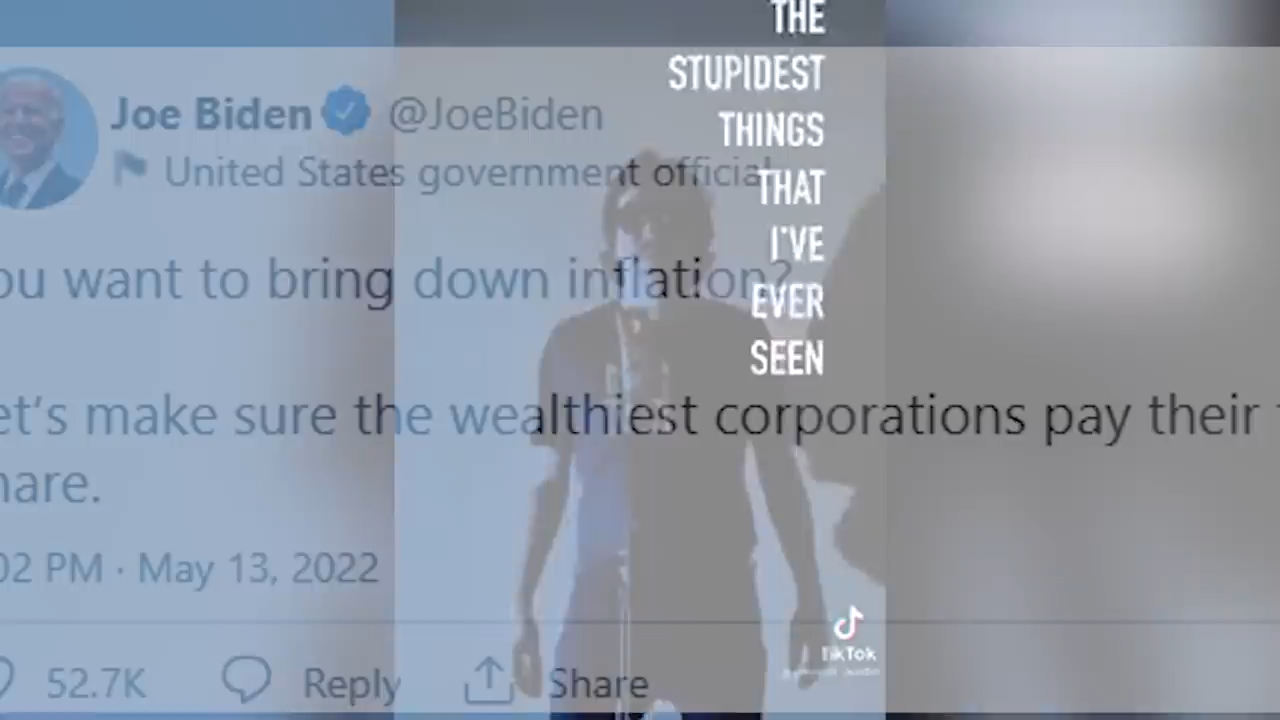 THE
STUPIDEST
THINGS
THAT
I'VE
EVER
SEEN
Joe Biden @JoeBiden
United States government official
ou want to bring down inflation?
et's make sure the wealthiest corporations pay their
hare.
02 PM · May 13, 2022
52.7K Reply Share
TikTok